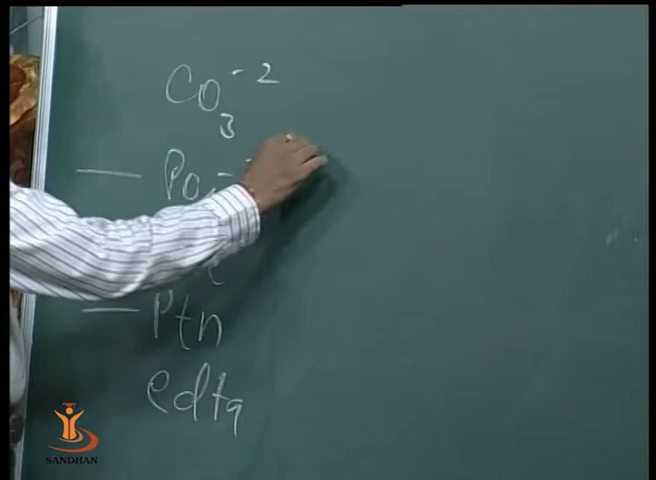 CO3-2
— PO
— Ptn
edta
SANDHAN